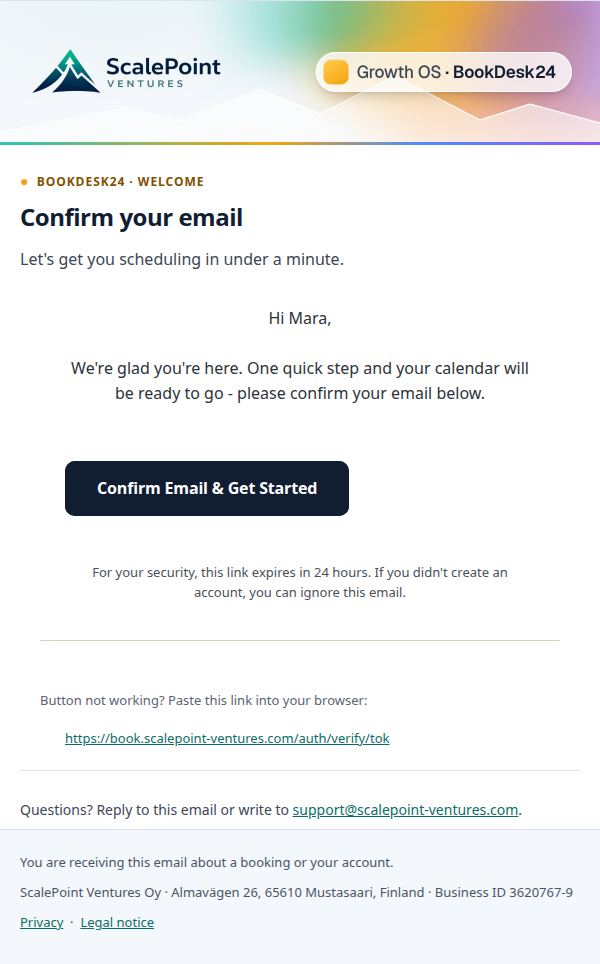 ScalePoint
VENTURES
Growth OS · BookDesk24
BOOKDESK24 · WELCOME
Confirm your email
Let's get you scheduling in under a minute.
Hi Mara,
We're glad you're here. One quick step and your calendar will
be ready to go - please confirm your email below.
Confirm Email & Get Started
For your security, this link expires in 24 hours. If you didn't create an
account, you can ignore this email.
Button not working? Paste this link into your browser:
https://book.scalepoint-ventures.com/auth/verify/tok
Questions? Reply to this email or write to support@scalepoint-ventures.com.
You are receiving this email about a booking or your account.
ScalePoint Ventures Oy · Almavägen 26, 65610 Mustasaari, Finland · Business ID 3620767-9
Privacy · Legal notice